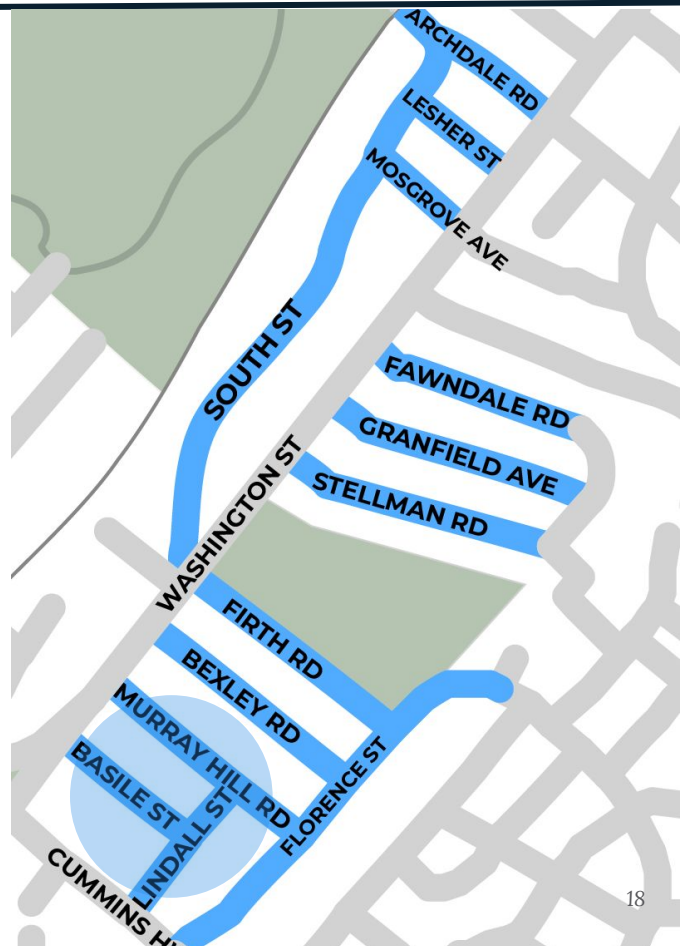 ARCHDALE RD
LESHER ST
MOSGROVE AVE
SOUTH ST
FAWNDALE RD
GRANFIELD AVE
WASHINGTON ST
STELLMAN RD
FIRTH RD
BEXLEY RD
MURRAY HILL RD
BASILE ST
FLORENCE ST
LINDALL ST
CUMMINS
18